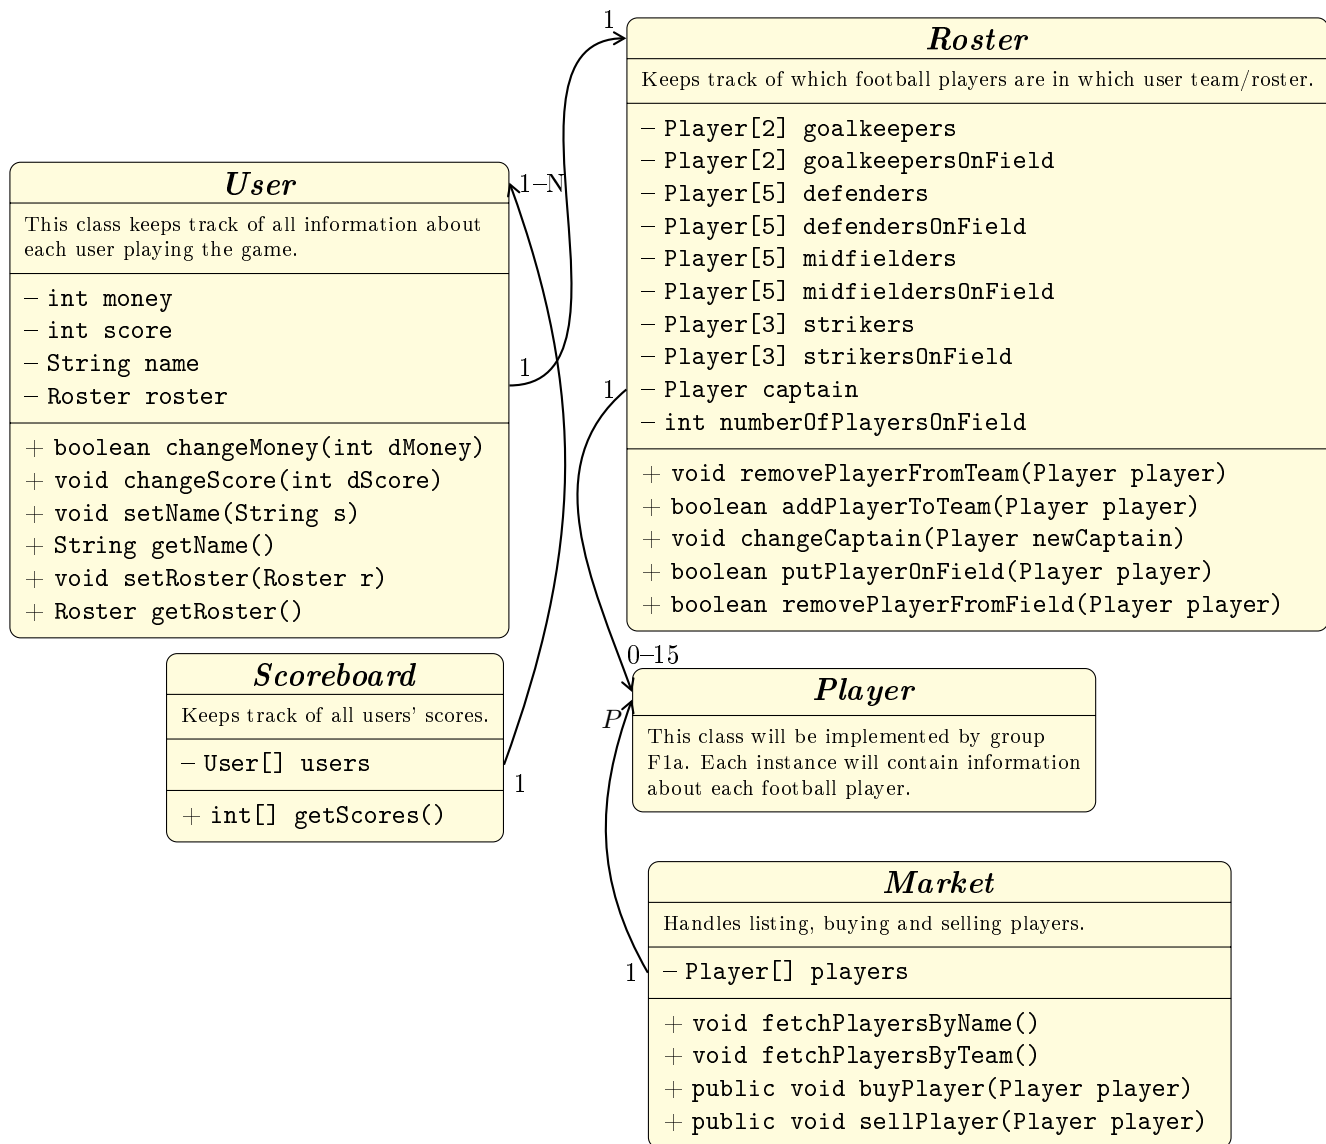 User
This class keeps track of all information about
each user playing the game.
– int money
– int score
– String name
– Roster roster
+ boolean changeMoney(int dMoney)
+ void changeScore(int dScore)
+ void setName(String s)
+ String getName()
+ void setRoster(Roster r)
+ Roster getRoster()
1–N
1
1
Roster
Keeps track of which football players are in which user team/roster.
– Player[2] goalkeepers
– Player[2] goalkeepersOnField
– Player[5] defenders
– Player[5] defendersOnField
– Player[5] midfielders
– Player[5] midfieldersOnField
– Player[3] strikers
– Player[3] strikersOnField
– Player captain
– int numberOfPlayersOnField
+ void removePlayerFromTeam(Player player)
+ boolean addPlayerToTeam(Player player)
+ void changeCaptain(Player newCaptain)
+ boolean putPlayerOnField(Player player)
+ boolean removePlayerFromField(Player player)
1
0–15
Scoreboard
Keeps track of all users' scores.
– User[] users
+ int[] getScores()
1
P
Player
This class will be implemented by group
F1a. Each instance will contain information
about each football player.
Market
Handles listing, buying and selling players.
– Player[] players
+ void fetchPlayersByName()
+ void fetchPlayersByTeam()
+ public void buyPlayer(Player player)
+ public void sellPlayer(Player player)
1